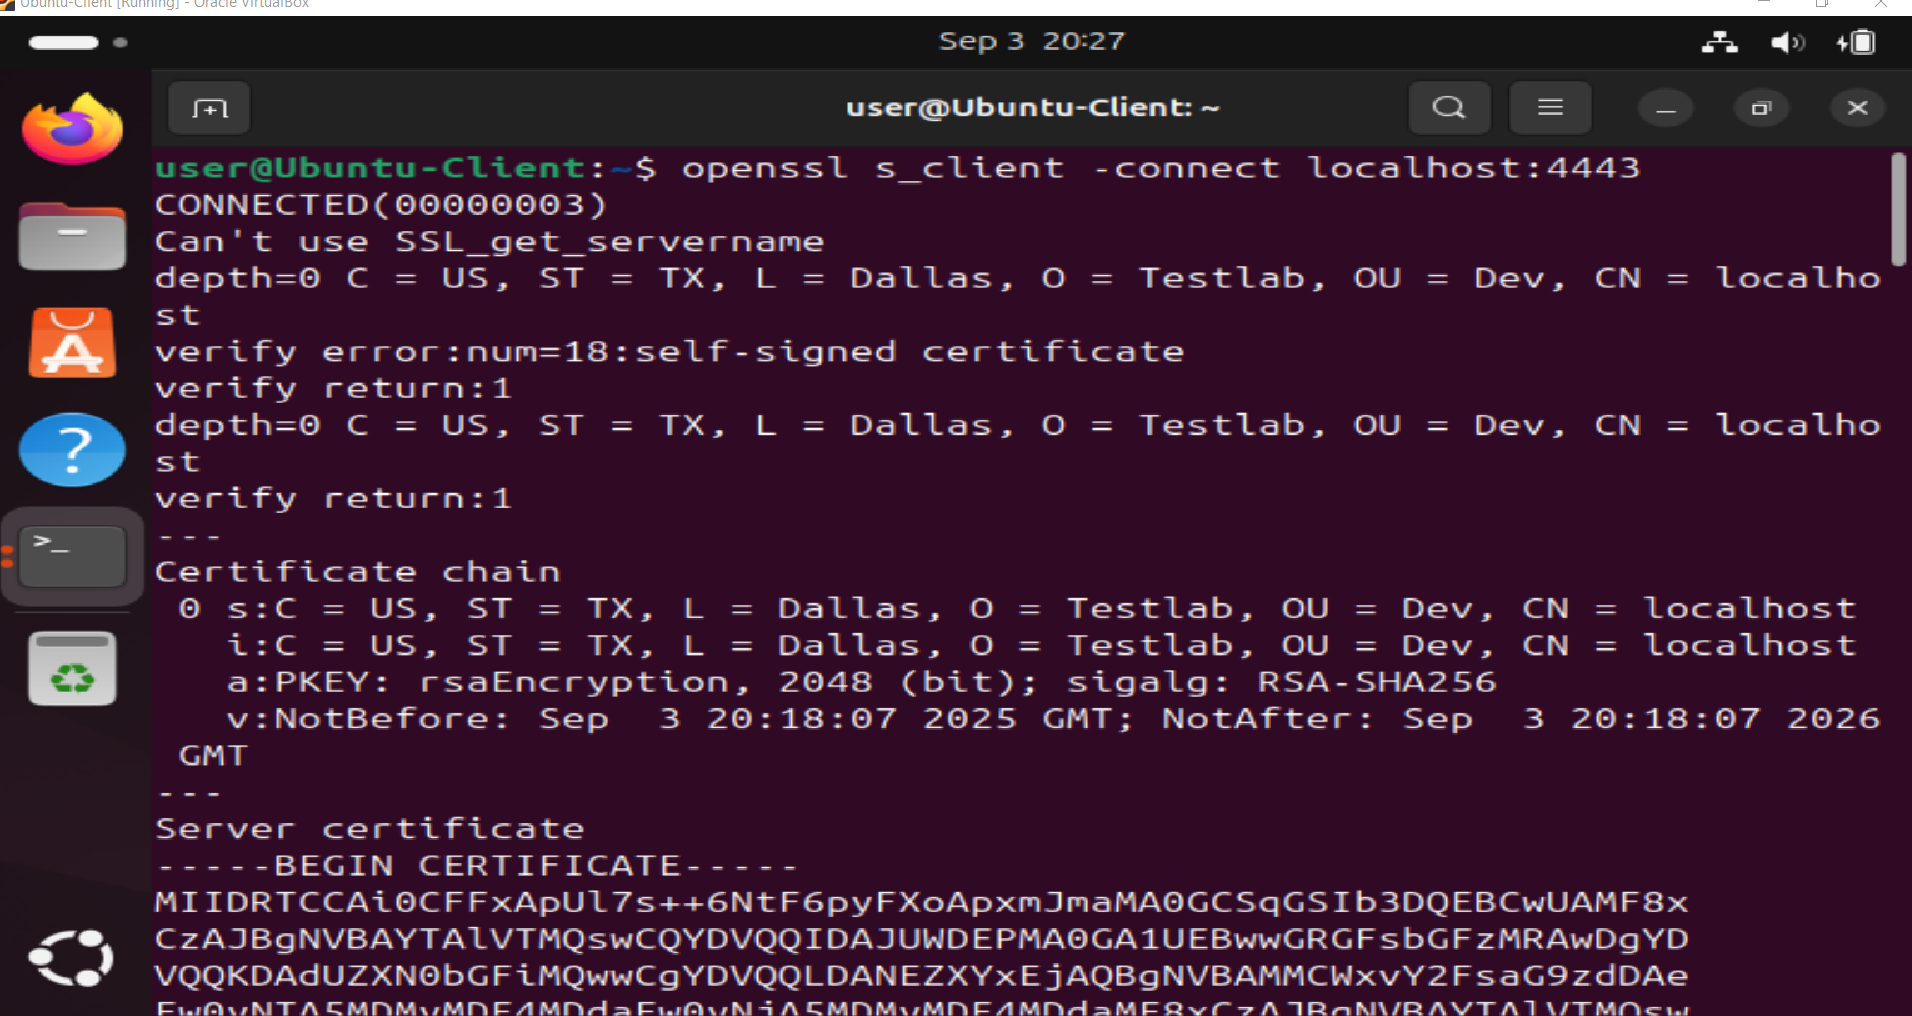 Ubuntu-Client [Running] - Oracle VirtualBox
Sep 3 20:27
user@Ubuntu-Client: ~
user@Ubuntu-Client:~$ openssl s_client -connect localhost:4443
CONNECTED(00000003)
Can't use SSL_get_servername
depth=0 C = US, ST = TX, L = Dallas, O = Testlab, OU = Dev, CN = localho
st
verify error:num=18:self-signed certificate
verify return:1
depth=0 C = US, ST = TX, L = Dallas, O = Testlab, OU = Dev, CN = localho
st
verify return:1
---
Certificate chain
 0 s:C = US, ST = TX, L = Dallas, O = Testlab, OU = Dev, CN = localhost
   i:C = US, ST = TX, L = Dallas, O = Testlab, OU = Dev, CN = localhost
   a:PKEY: rsaEncryption, 2048 (bit); sigalg: RSA-SHA256
   v:NotBefore: Sep  3 20:18:07 2025 GMT; NotAfter: Sep  3 20:18:07 2026
 GMT
---
Server certificate
-----BEGIN CERTIFICATE-----
MIIDRTCCAi0CFFxApUl7s++6NtF6pyFXoApxmJmaMA0GCSqGSIb3DQEBCwUAMF8x
CzAJBgNVBAYTAlVTMQswCQYDVQQIDAJUWDEPMA0GA1UEBwwGRGFsbGFzMRAwDgYD
VQQKDAdUZXN0bGFiMQwwCgYDVQQLDANEZXYxEjAQBgNVBAMMCWxvY2FsaG9zdDAe
Fw0yNTA5MDMyMDE4MDdaFw0yNjA5MDMyMDE4MDdaMF8xCzAJBgNVBAYTAlVTMQsw